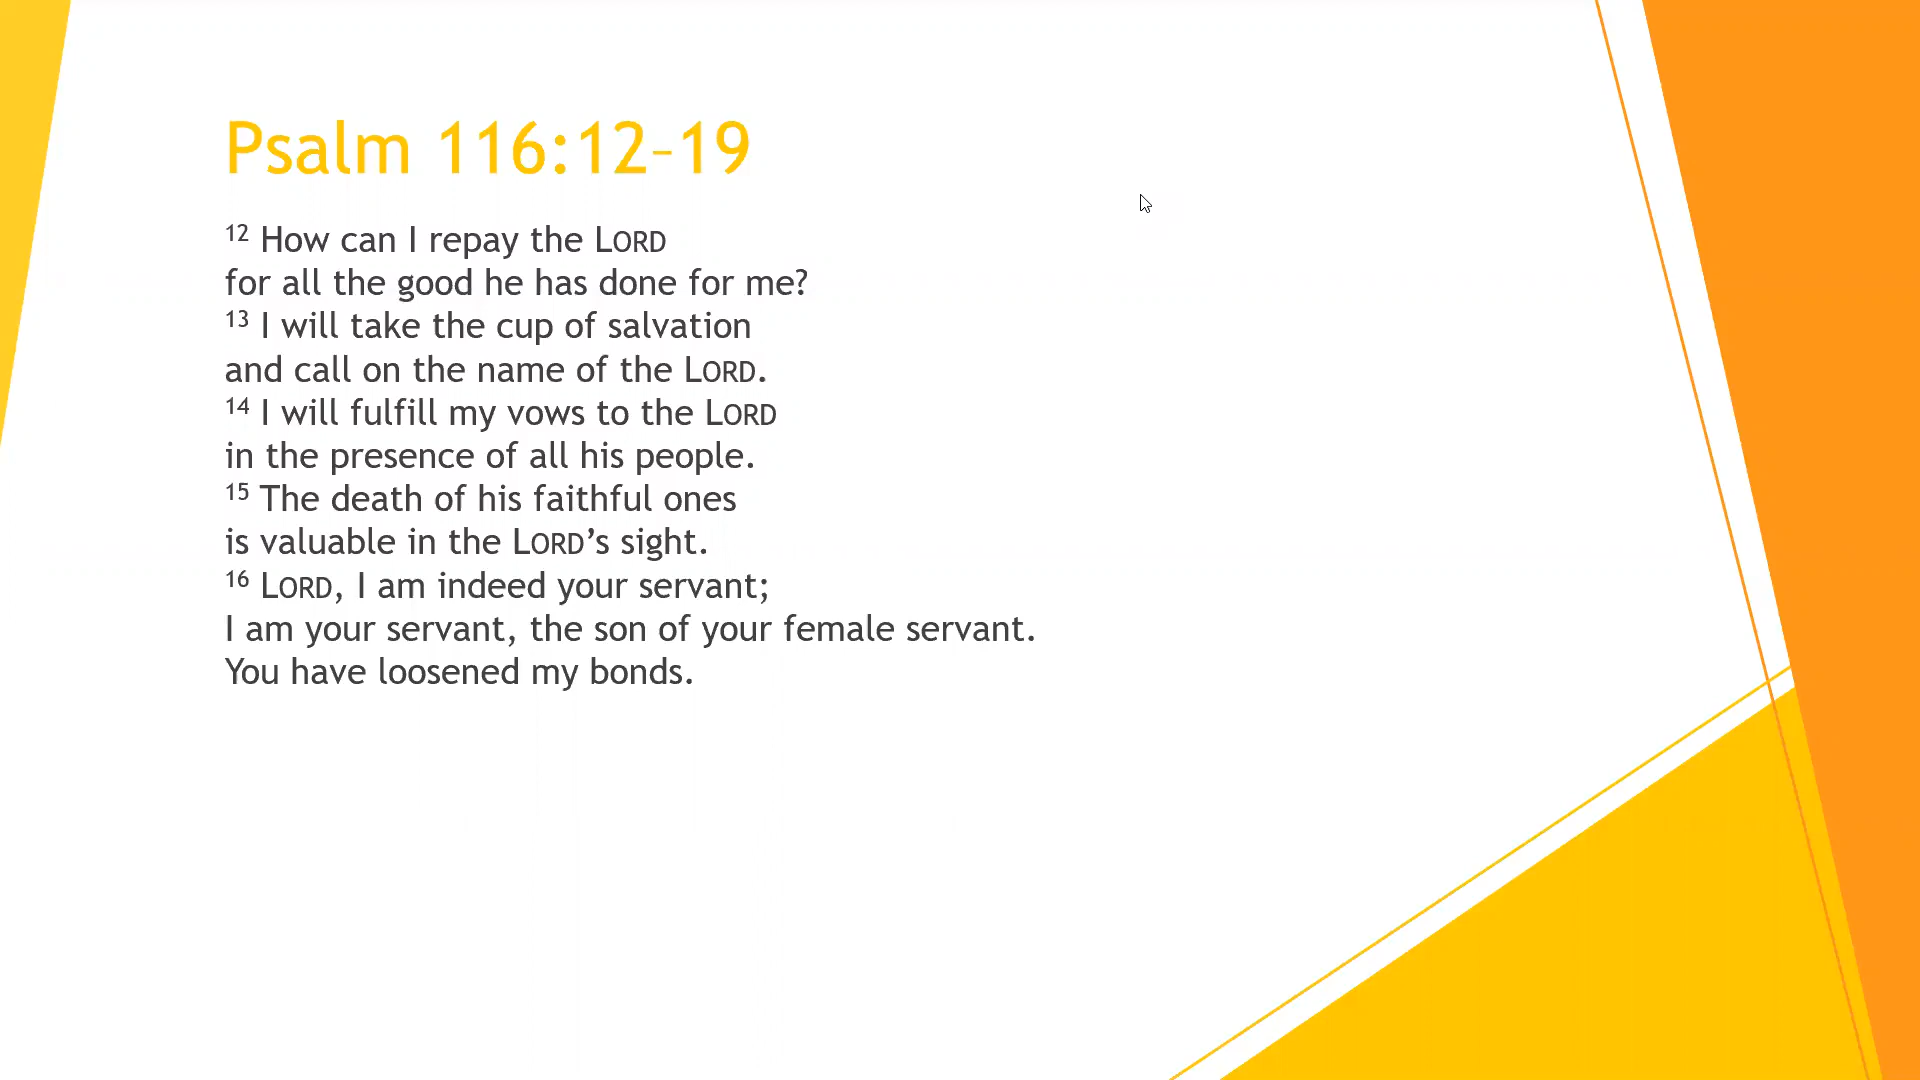 Psalm 116:12–19
12 How can I repay the LORD
for all the good he has done for me?
13 I will take the cup of salvation
and call on the name of the LORD.
14 I will fulfill my vows to the LORD
in the presence of all his people.
15 The death of his faithful ones
is valuable in the LORD’s sight.
16 LORD, I am indeed your servant;
I am your servant, the son of your female servant.
You have loosened my bonds.